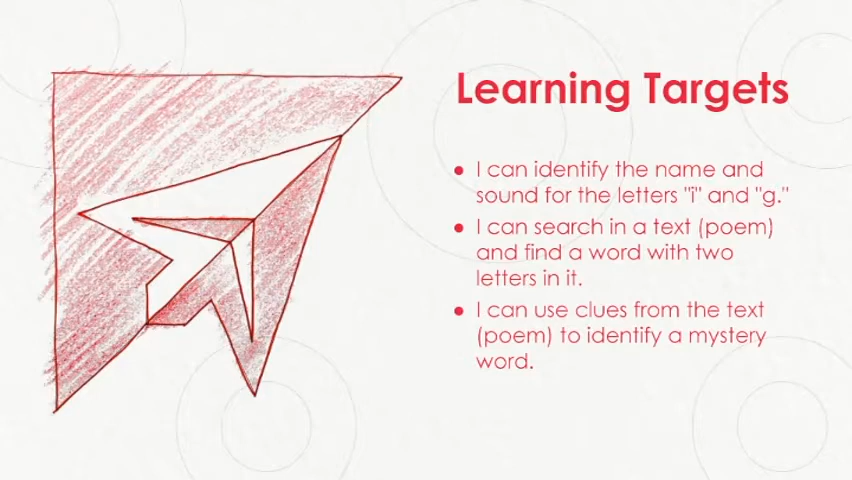 Learning Targets
• I can identify the name and
sound for the letters "i" and "g."
• I can search in a text (poem)
and find a word with two
letters in it.
• I can use clues from the text
(poem) to identify a mystery
word.